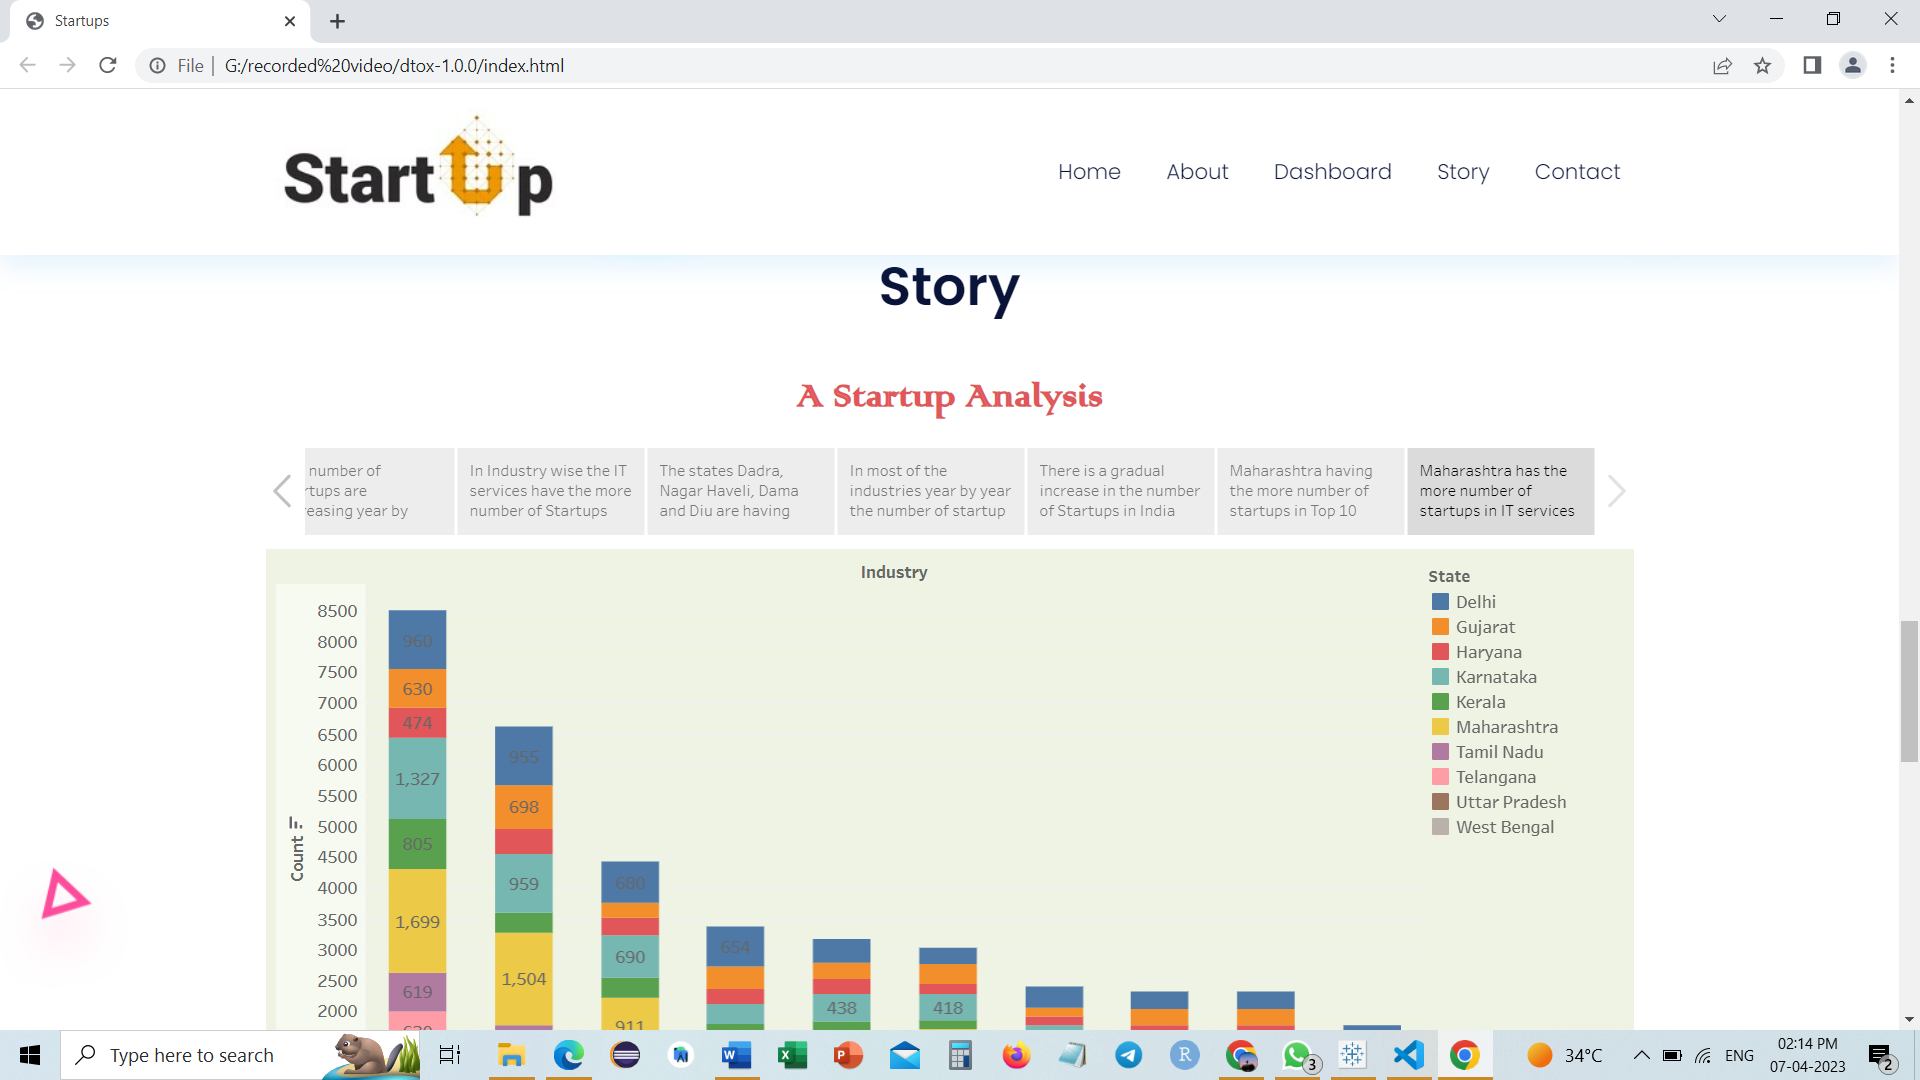 Startups
File | G:/recorded%20video/dtox-1.0.0/index.html
StartUp
Home About Dashboard Story Contact
Story
A Startup Analysis
number of
rtups are
reasing year by
In Industry wise the IT
services have the more
number of Startups
The states Dadra,
Nagar Haveli, Dama
and Diu are having
In most of the
industries year by year
the number of startup
There is a gradual
increase in the number
of Startups in India
Maharashtra having
the more number of
startups in Top 10
Maharashtra has the
more number of
startups in IT services
Industry
Count
8500
8000
7500
7000
6500
6000
5500
5000
4500
4000
3500
3000
2500
2000
960
630
474
1,327
805
1,699
619
955
698
959
1,504
680
690
911
654
438
418
State
Delhi
Gujarat
Haryana
Karnataka
Kerala
Maharashtra
Tamil Nadu
Telangana
Uttar Pradesh
West Bengal
Type here to search
3
34°C
ENG
02:14 PM
07-04-2023
2